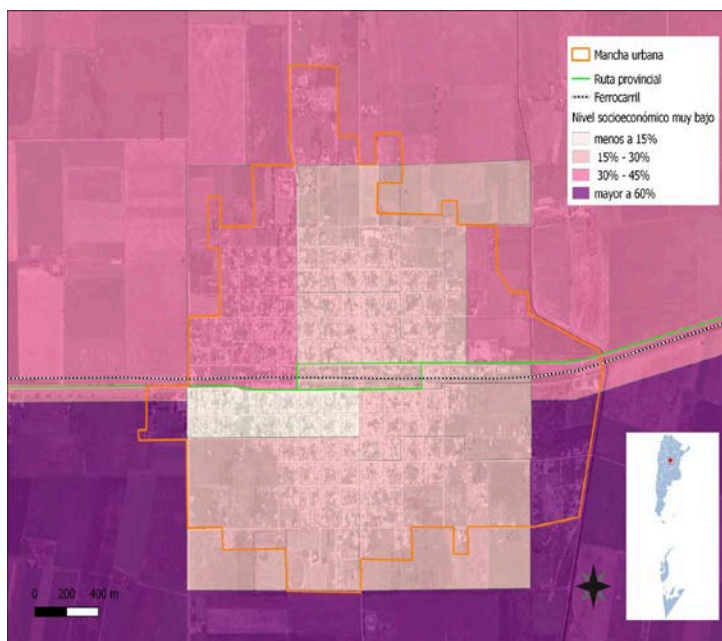 Mancha urbana
Ruta provincial
Ferrocarril
Nivel socioeconómico muy bajo
menos a 15%
15% - 30%
30% - 45%
mayor a 60%
0 200 400 m